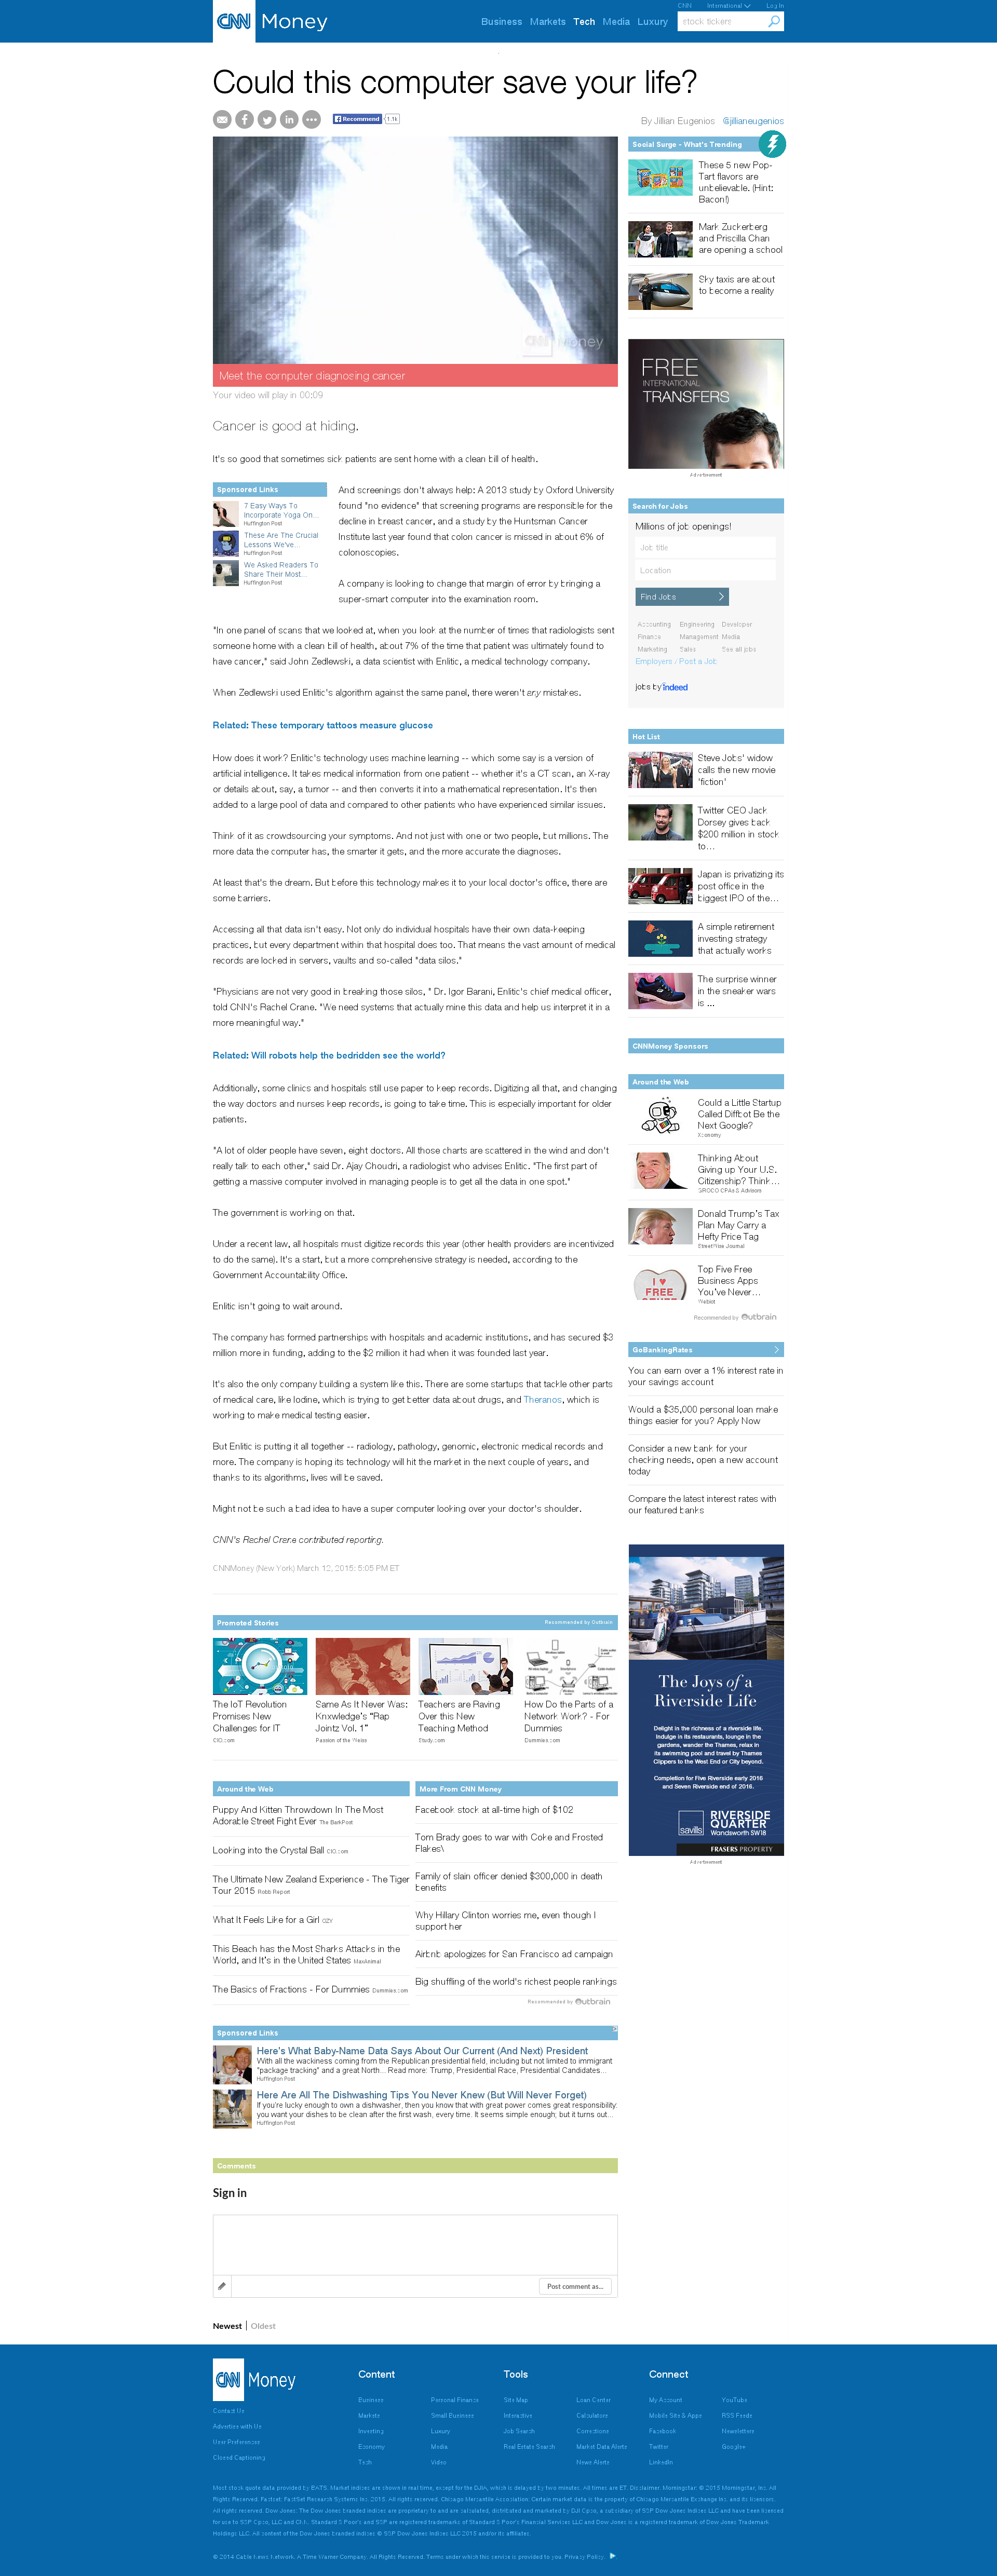 CNN Money
Business Markets Tech Media Luxury
CNN International Log In
stock tickers
Could this computer save your life?
Recommend 1.1k
By Jillian Eugenios @jillianeugenios
CNN Money
Meet the computer diagnosing cancer
Your video will play in 00:09
Cancer is good at hiding.
It's so good that sometimes sick patients are sent home with a clean bill of health.
Sponsored Links
7 Easy Ways To
Incorporate Yoga On...
Huffington Post
These Are The Crucial
Lessons We've...
Huffington Post
We Asked Readers To
Share Their Most...
Huffington Post
And screenings don't always help: A 2013 study by Oxford University
found "no evidence" that screening programs are responsible for the
decline in breast cancer, and a study by the Huntsman Cancer
Institute last year found that colon cancer is missed in about 6% of
colonoscopies.
A company is looking to change that margin of error by bringing a
super-smart computer into the examination room.
"In one panel of scans that we looked at, when you look at the number of times that radiologists sent
someone home with a clean bill of health, about 7% of the time that patient was ultimately found to
have cancer," said John Zedlewski, a data scientist with Enlitic, a medical technology company.
When Zedlewski used Enlitic's algorithm against the same panel, there weren't any mistakes.
Related: These temporary tattoos measure glucose
How does it work? Enlitic's technology uses machine learning -- which some say is a version of
artificial intelligence. It takes medical information from one patient -- whether it's a CT scan, an X-ray
or details about, say, a tumor -- and then converts it into a mathematical representation. It's then
added to a large pool of data and compared to other patients who have experienced similar issues.
Think of it as crowdsourcing your symptoms. And not just with one or two people, but millions. The
more data the computer has, the smarter it gets, and the more accurate the diagnoses.
At least that's the dream. But before this technology makes it to your local doctor's office, there are
some barriers.
Accessing all that data isn't easy. Not only do individual hospitals have their own data-keeping
practices, but every department within that hospital does too. That means the vast amount of medical
records are locked in servers, vaults and so-called "data silos."
"Physicians are not very good in breaking those silos, " Dr. Igor Barani, Enlitic's chief medical officer,
told CNN's Rachel Crane. "We need systems that actually mine this data and help us interpret it in a
more meaningful way."
Related: Will robots help the bedridden see the world?
Additionally, some clinics and hospitals still use paper to keep records. Digitizing all that, and changing
the way doctors and nurses keep records, is going to take time. This is especially important for older
patients.
"A lot of older people have seven, eight doctors. All those charts are scattered in the wind and don't
really talk to each other," said Dr. Ajay Choudri, a radiologist who advises Enlitic. "The first part of
getting a massive computer involved in managing people is to get all the data in one spot."
The government is working on that.
Under a recent law, all hospitals must digitize records this year (other health providers are incentivized
to do the same). It's a start, but a more comprehensive strategy is needed, according to the
Government Accountability Office.
Enlitic isn't going to wait around.
The company has formed partnerships with hospitals and academic institutions, and has secured $3
million more in funding, adding to the $2 million it had when it was founded last year.
It's also the only company building a system like this. There are some startups that tackle other parts
of medical care, like Iodine, which is trying to get better data about drugs, and Theranos, which is
working to make medical testing easier.
But Enlitic is putting it all together -- radiology, pathology, genomic, electronic medical records and
more. The company is hoping its technology will hit the market in the next couple of years, and
thanks to its algorithms, lives will be saved.
Might not be such a bad idea to have a super computer looking over your doctor's shoulder.
CNN's Rachel Crane contributed reporting.
CNNMoney (New York) March 12, 2015: 5:05 PM ET
Social Surge - What's Trending
These 5 new Pop-
Tart flavors are
unbelievable. (Hint:
Bacon!)
Mark Zuckerberg
and Priscilla Chan
are opening a school
Sky taxis are about
to become a reality
FREE
INTERNATIONAL
TRANSFERS
Advertisement
Search for Jobs
Millions of job openings!
Job title
Location
Find Jobs
Accounting Engineering Developer
Finance Management Media
Marketing Sales See all jobs
Employers / Post a Job
jobs by indeed
Hot List
Steve Jobs' widow
calls the new movie
'fiction'
Twitter CEO Jack
Dorsey gives back
$200 million in stock
to...
Japan is privatizing its
post office in the
biggest IPO of the...
A simple retirement
investing strategy
that actually works
The surprise winner
in the sneaker wars
is ...
CNNMoney Sponsors
Around the Web
Could a Little Startup
Called Diffbot Be the
Next Google?
Xconomy
Thinking About
Giving up Your U.S.
Citizenship? Think...
GROCO CPAs & Advisors
Donald Trump's Tax
Plan May Carry a
Hefty Price Tag
StreetWise Journal
I ♥
FREE
STUFF
Top Five Free
Business Apps
You've Never...
Webiot
Recommended by Outbrain
GoBankingRates
You can earn over a 1% interest rate in
your savings account
Would a $35,000 personal loan make
things easier for you? Apply Now
Consider a new bank for your
checking needs, open a new account
today
Compare the latest interest rates with
our featured banks
The Joys of a
Riverside Life
Delight in the richness of a riverside life.
Indulge in its restaurants, lounge in the
gardens, wander the Thames, relax in
its swimming pool and travel by Thames
Clippers to the West End or City beyond.
Completion for Five Riverside early 2016
and Seven Riverside end of 2016.
savills
RIVERSIDE
QUARTER
Wandsworth SW18
FRASERS PROPERTY
Advertisement
Promoted Stories
Recommended by Outbrain
The IoT Revolution
Promises New
Challenges for IT
CIO.com
Same As It Never Was:
Knxwledge's "Rap
Jointz Vol. 1"
Passion of the Weiss
Teachers are Raving
Over this New
Teaching Method
Study.com
How Do the Parts of a
Network Work? - For
Dummies
Dummies.com
Around the Web
Puppy And Kitten Throwdown In The Most
Adorable Street Fight Ever The BarkPost
Looking into the Crystal Ball CIO.com
The Ultimate New Zealand Experience - The Tiger
Tour 2015 Robb Report
What It Feels Like for a Girl OZY
This Beach has the Most Sharks Attacks in the
World, and It's in the United States ManAnimal
The Basics of Fractions - For Dummies Dummies.com
More From CNN Money
Facebook stock at all-time high of $102
Tom Brady goes to war with Coke and Frosted
Flakes\
Family of slain officer denied $300,000 in death
benefits
Why Hillary Clinton worries me, even though I
support her
Airbnb apologizes for San Francisco ad campaign
Big shuffling of the world's richest people rankings
Recommended by Outbrain
Sponsored Links
Here's What Baby-Name Data Says About Our Current (And Next) President
With all the wackiness coming from the Republican presidential field, including but not limited to immigrant
"package tracking" and a great North... Read more: Trump, Presidential Race, Presidential Candidates...
Huffington Post
Here Are All The Dishwashing Tips You Never Knew (But Will Never Forget)
If you're lucky enough to own a dishwasher, then you know that with great power comes great responsibility:
you want your dishes to be clean after the first wash, every time. It seems simple enough; but it turns out...
Huffington Post
Comments
Sign in
Post comment as...
Newest | Oldest
CNN Money
Contact Us
Advertise with Us
User Preferences
Closed Captioning
Content
Business Personal Finance
Markets Small Business
Investing Luxury
Economy Media
Tech Video
Tools
Site Map Loan Center
Interactive Calculators
Job Search Corrections
Real Estate Search Market Data Alerts
News Alerts
Connect
My Account YouTube
Mobile Site & Apps RSS Feeds
Facebook Newsletters
Twitter Google+
LinkedIn
Most stock quote data provided by BATS. Market indices are shown in real time, except for the DJIA, which is delayed by two minutes. All times are ET. Disclaimer. Morningstar: © 2015 Morningstar, Inc. All
Rights Reserved. Factset: FactSet Research Systems Inc. 2015. All rights reserved. Chicago Mercantile Association: Certain market data is the property of Chicago Mercantile Exchange Inc. and its licensors.
All rights reserved. Dow Jones: The Dow Jones branded indices are proprietary to and are calculated, distributed and marketed by DJI Opco, a subsidiary of S&P Dow Jones Indices LLC and have been licensed
for use to S&P Opco, LLC and CNN. Standard & Poor's and S&P are registered trademarks of Standard & Poor's Financial Services LLC and Dow Jones is a registered trademark of Dow Jones Trademark
Holdings LLC. All content of the Dow Jones branded indices © S&P Dow Jones Indices LLC 2015 and/or its affiliates.
© 2014 Cable News Network. A Time Warner Company. All Rights Reserved. Terms under which this service is provided to you. Privacy Policy.